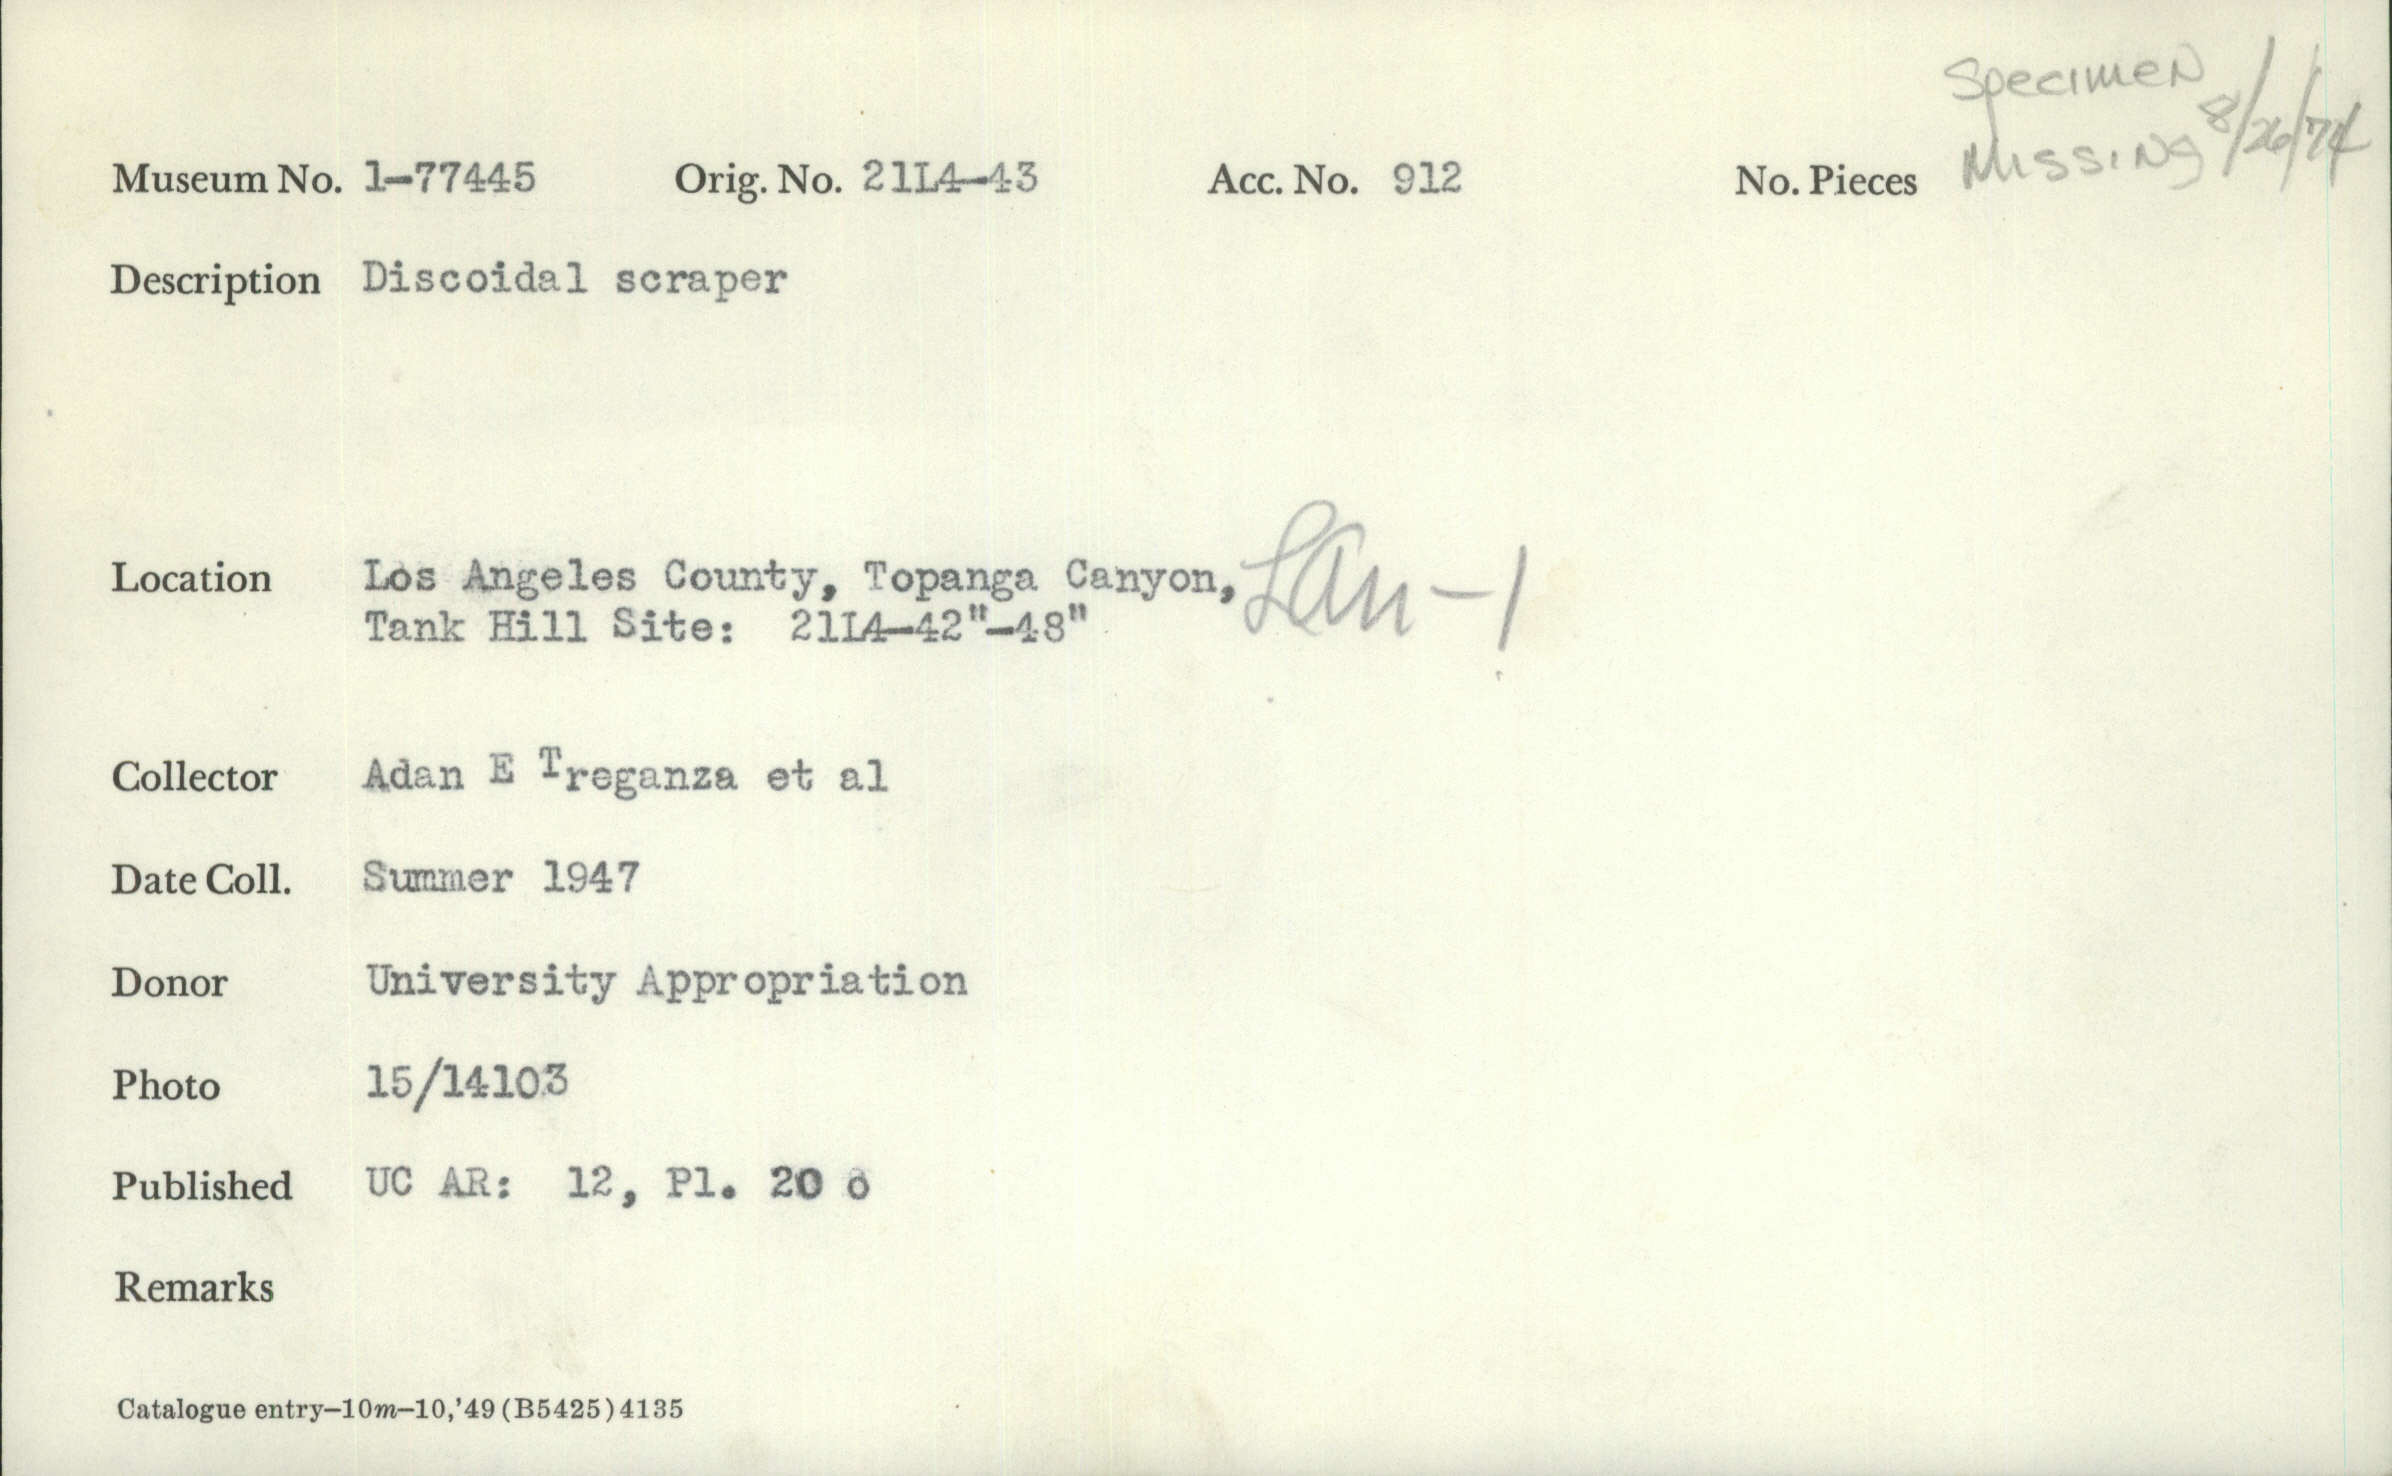 Specimen
Missing 8/26/74
Museum No. 1-77445 Orig. No. 21L4-43 Acc. No. 912 No. Pieces
Description Discoidal scraper
Location Los Angeles County, Topanga Canyon, LAn-1
Tank Hill Site: 21L4-42"-48"
Collector Adan E Treganza et al
Date Coll. Summer 1947
Donor University Appropriation
Photo 15/14103
Published UC AR: 12, Pl. 20 o
Remarks
Catalogue entry-10m-10,'49 (B5425) 4135